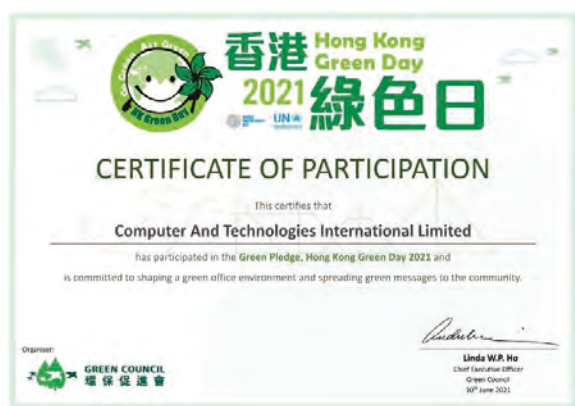 Go Green, Act Green
HK Green Day
香港 Hong Kong
Green Day
2021 綠色日
UN
CERTIFICATE OF PARTICIPATION
This certifies that
Computer And Technologies International Limited
has participated in the Green Pledge, Hong Kong Green Day 2021 and
is committed to shaping a green office environment and spreading green messages to the community.
Organiser:
GREEN COUNCIL
環保促進會
Linda W.P. Ho
Chief Executive Officer
Green Council
30th June 2021